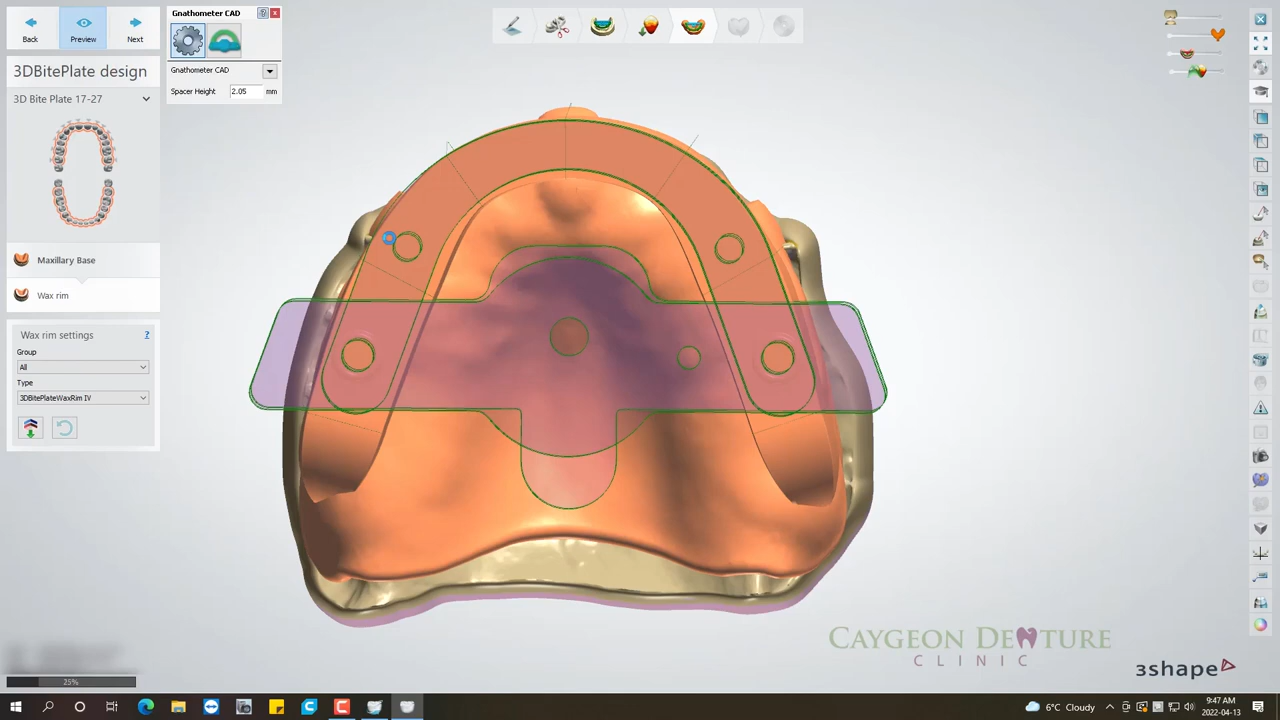 Back
Preview
Next
3DBitePlate design
3D Bite Plate 17-27
Maxillary Base
Wax rim
Wax rim settings
?
Group
All
Type
3DBitePlateWaxRim IV
Gnathometer CAD
?
Gnathometer CAD
Spacer Height 2.05 mm
CAYGEON DENTURE
CLINIC
3shape
25%
6°C Cloudy
9:47 AM
2022-04-13